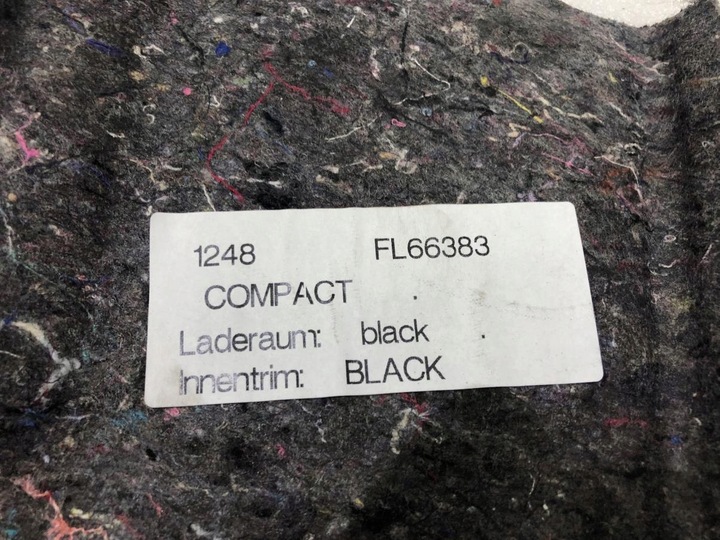 1248 FL66383
COMPACT
Laderaum: black
Innentrim: BLACK